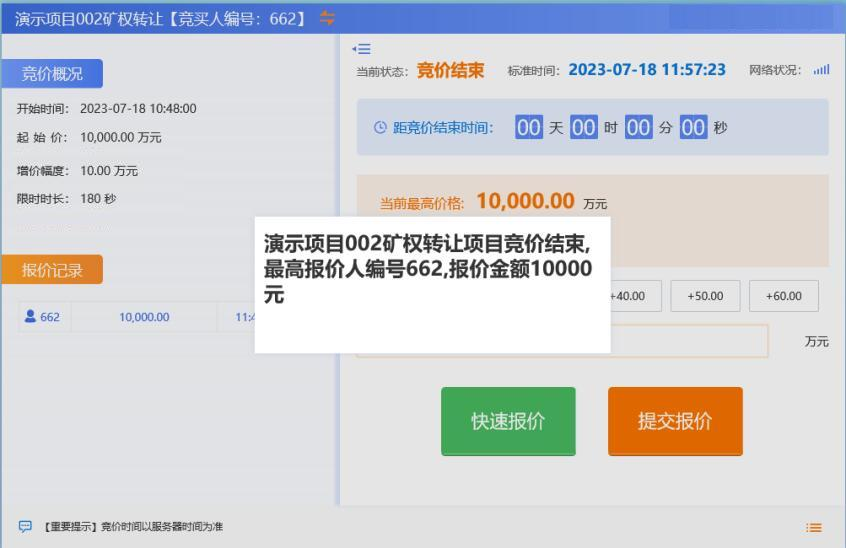 演示项目002矿权转让【竞买人编号：662】
竞价概况
开始时间： 2023-07-18 10:48:00
起 始 价： 10,000.00 万元
增价幅度： 10.00 万元
限时时长： 180 秒
报价记录
662 10,000.00 11:4
当前状态： 竞价结束 标准时间： 2023-07-18 11:57:23 网络状况：
距竞价结束时间： 00 天 00 时 00 分 00 秒
当前最高价格： 10,000.00 万元
演示项目002矿权转让项目竞价结束,
最高报价人编号662,报价金额10000
元
+40.00 +50.00 +60.00
万元
快速报价 提交报价
【重要提示】竞价时间以服务器时间为准